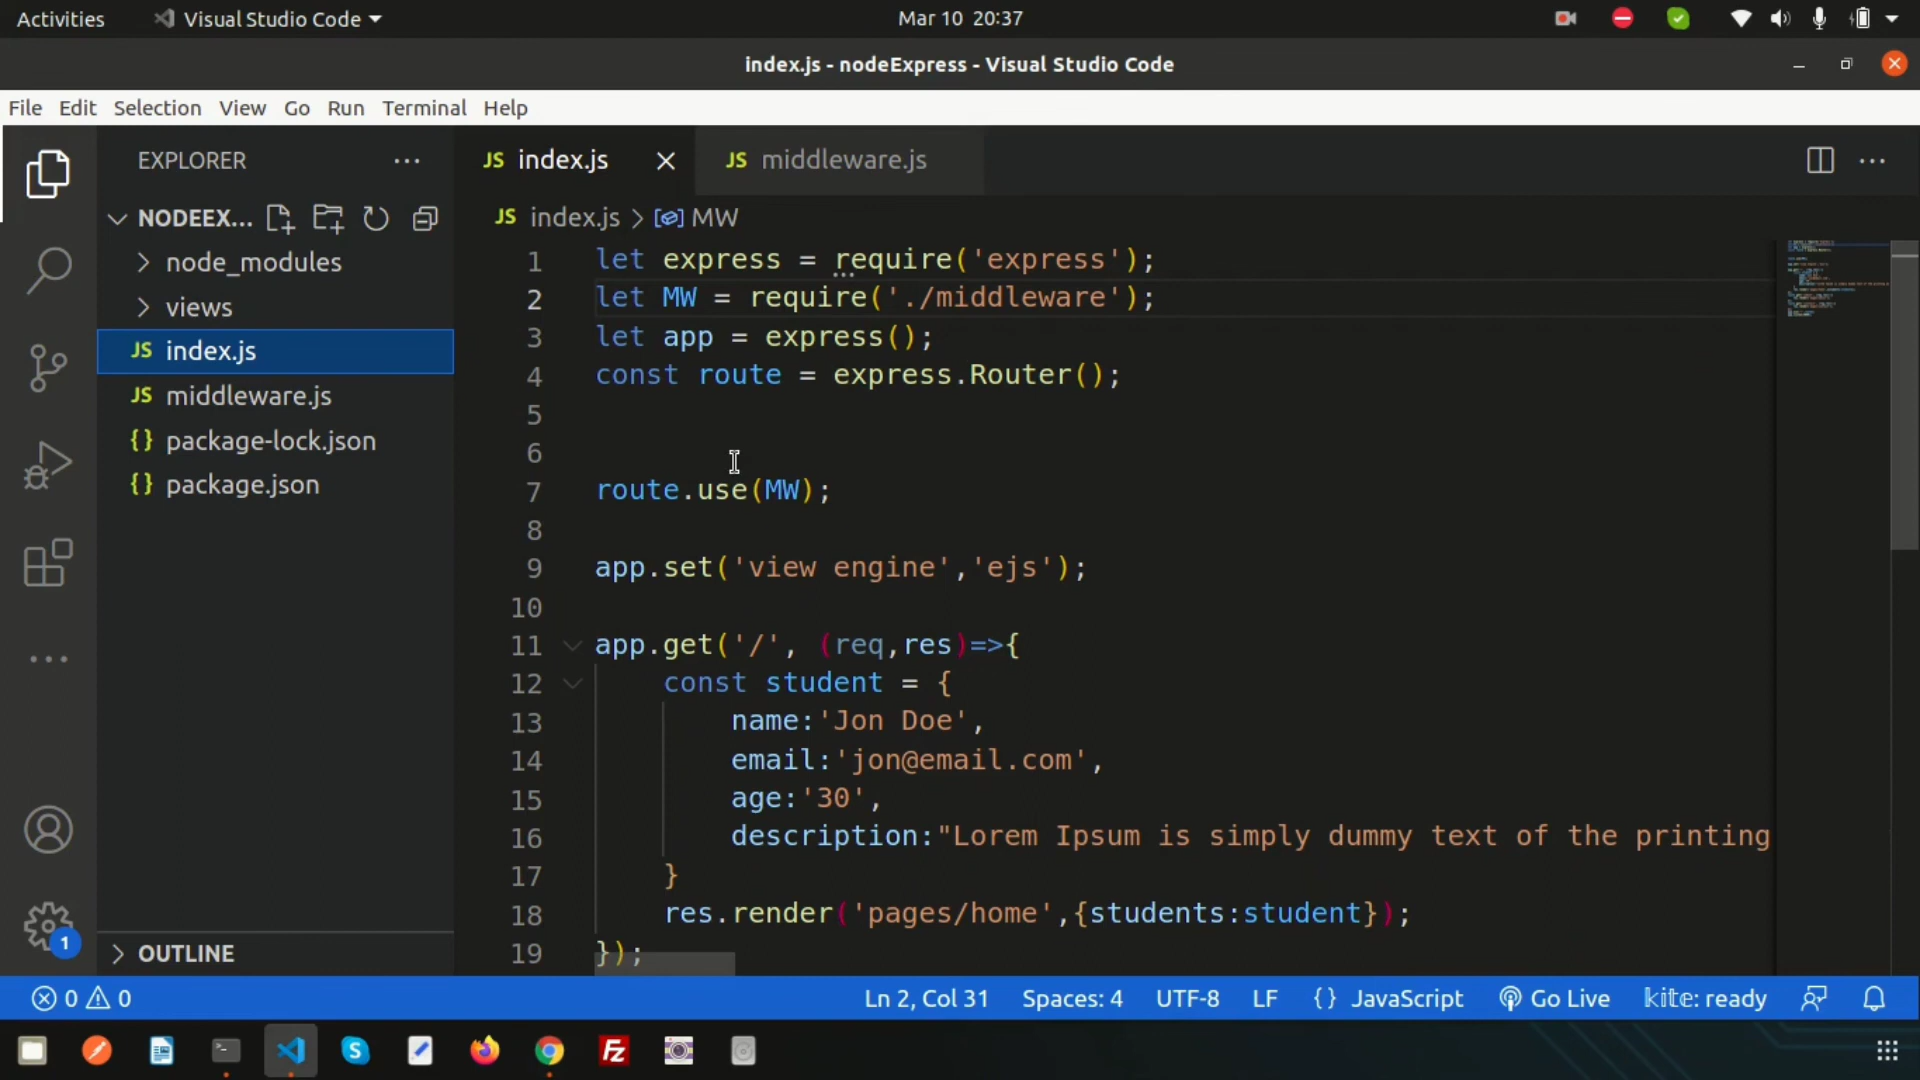 Activities
Visual Studio Code
Mar 10 20:37
index.js - nodeExpress - Visual Studio Code
File Edit Selection View Go Run Terminal Help
EXPLORER
JS index.js
JS middleware.js
NODEEX...
JS index.js > MW
node_modules
views
JS index.js
JS middleware.js
{} package-lock.json
{} package.json
1 let express = require('express');
2 let MW = require('./middleware');
3 let app = express();
4 const route = express.Router();
5
6
7 route.use(MW);
8
9 app.set('view engine','ejs');
10
11 app.get('/', (req,res)=>{
12 const student = {
13 name:'Jon Doe',
14 email:'jon@email.com',
15 age:'30',
16 description:"Lorem Ipsum is simply dummy text of the printing
17 }
18 res.render('pages/home',{students:student});
19 });
1
OUTLINE
0 0
Ln 2, Col 31 Spaces: 4 UTF-8 LF {} JavaScript Go Live kite: ready